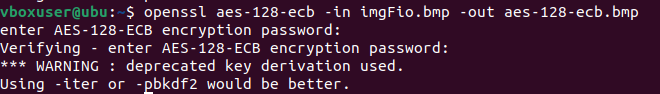 vboxuser@ubu:~$ openssl aes-128-ecb -in imgFio.bmp -out aes-128-ecb.bmp
enter AES-128-ECB encryption password:
Verifying - enter AES-128-ECB encryption password:
*** WARNING : deprecated key derivation used.
Using -iter or -pbkdf2 would be better.